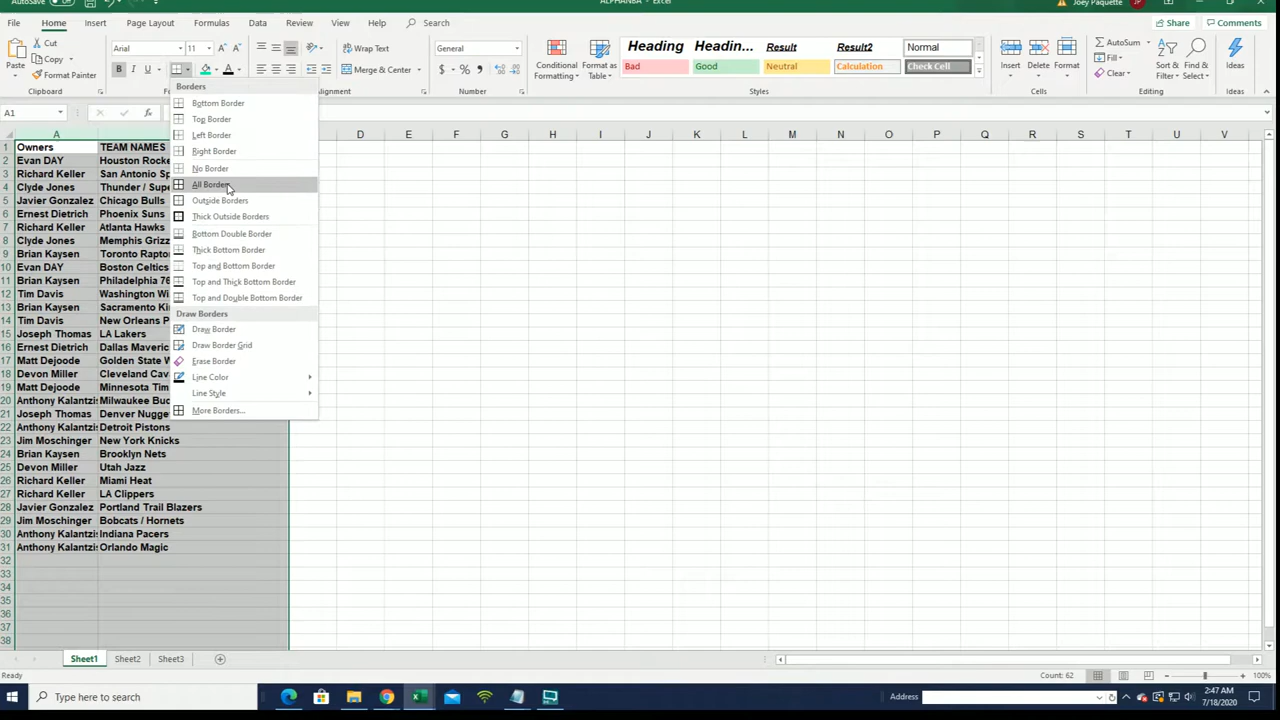 AutoSave Off ALPHANBA - Excel Joey Paquette JP
File Home Insert Page Layout Formulas Data Review View Help Search Share Comments
Cut Arial 11 Wrap Text General Heading Headin... Result Result2 Normal AutoSum
Copy Fill
Paste Format Painter B I U Merge & Center $ % 9 Conditional Formatting Format as Table Bad Good Neutral Calculation Check Cell Insert Delete Format Clear Sort & Filter Find & Select Ideas
Clipboard Alignment Number Styles Cells Editing Ideas
A1 fx
A D E F G H I J K L M N O P Q R S T U V
1 Owners TEAM NAMES
2 Evan DAY Houston Rocke
3 Richard Keller San Antonio Sp
4 Clyde Jones Thunder / Supe
5 Javier Gonzalez Chicago Bulls
6 Ernest Dietrich Phoenix Suns
7 Richard Keller Atlanta Hawks
8 Clyde Jones Memphis Grizz
9 Brian Kaysen Toronto Rapto
10 Evan DAY Boston Celtics
11 Brian Kaysen Philadelphia 76
12 Tim Davis Washington Wi
13 Brian Kaysen Sacramento Ki
14 Tim Davis New Orleans P
15 Joseph Thomas LA Lakers
16 Ernest Dietrich Dallas Maveric
17 Matt Dejoode Golden State W
18 Devon Miller Cleveland Cav
19 Matt Dejoode Minnesota Tim
20 Anthony Kalantzis Milwaukee Buc
21 Joseph Thomas Denver Nugge
22 Anthony Kalantzis Detroit Pistons
23 Jim Moschinger New York Knicks
24 Brian Kaysen Brooklyn Nets
25 Devon Miller Utah Jazz
26 Richard Keller Miami Heat
27 Richard Keller LA Clippers
28 Javier Gonzalez Portland Trail Blazers
29 Jim Moschinger Bobcats / Hornets
30 Anthony Kalantzis Indiana Pacers
31 Anthony Kalantzis Orlando Magic
32
33
34
35
36
37
38
Borders
Bottom Border
Top Border
Left Border
Right Border
No Border
All Borders
Outside Borders
Thick Outside Borders
Bottom Double Border
Thick Bottom Border
Top and Bottom Border
Top and Thick Bottom Border
Top and Double Bottom Border
Draw Borders
Draw Border
Draw Border Grid
Erase Border
Line Color
Line Style
More Borders...
Sheet1 Sheet2 Sheet3
Ready Count: 62 100%
Type here to search Address 2:47 AM
7/18/2020